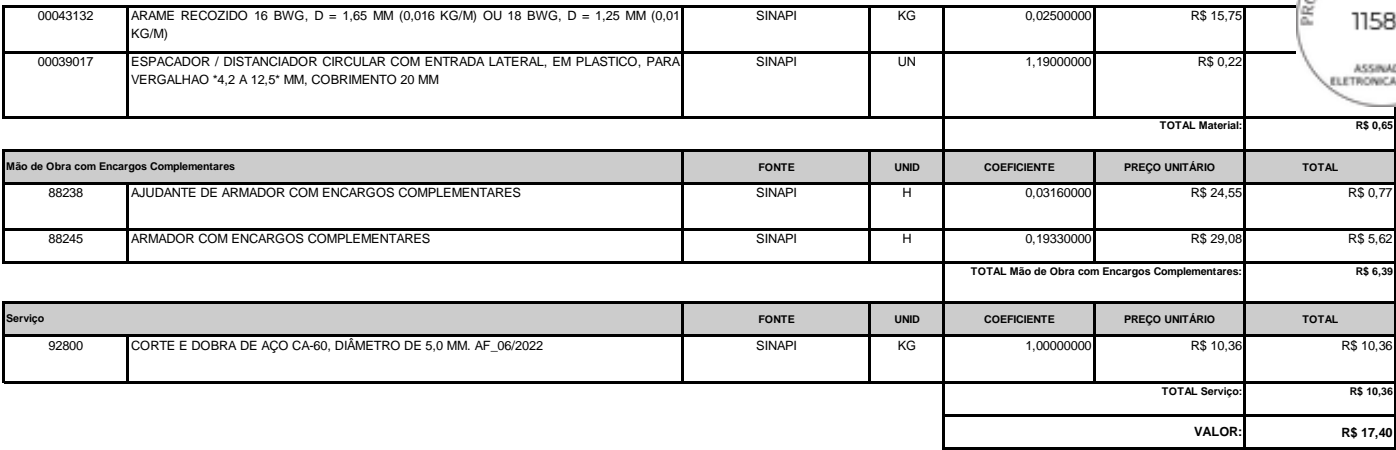 00043132 ARAME RECOZIDO 16 BWG, D = 1,65 MM (0,016 KG/M) OU 18 BWG, D = 1,25 MM (0,01 SINAPI KG 0,02500000 R$ 15,75
KG/M)
1158
00039017 ESPACADOR / DISTANCIADOR CIRCULAR COM ENTRADA LATERAL, EM PLASTICO, PARA SINAPI UN 1,19000000 R$ 0,22
VERGALHAO *4,2 A 12,5* MM, COBRIMENTO 20 MM
TOTAL Material: R$ 0,65
Mão de Obra com Encargos Complementares FONTE UNID COEFICIENTE PREÇO UNITÁRIO TOTAL
88238 AJUDANTE DE ARMADOR COM ENCARGOS COMPLEMENTARES SINAPI H 0,03160000 R$ 24,55 R$ 0,77
88245 ARMADOR COM ENCARGOS COMPLEMENTARES SINAPI H 0,19330000 R$ 29,08 R$ 5,62
TOTAL Mão de Obra com Encargos Complementares: R$ 6,39
Serviço FONTE UNID COEFICIENTE PREÇO UNITÁRIO TOTAL
92800 CORTE E DOBRA DE AÇO CA-60, DIÂMETRO DE 5,0 MM. AF_06/2022 SINAPI KG 1,00000000 R$ 10,36 R$ 10,36
TOTAL Serviço: R$ 10,36
VALOR: R$ 17,40